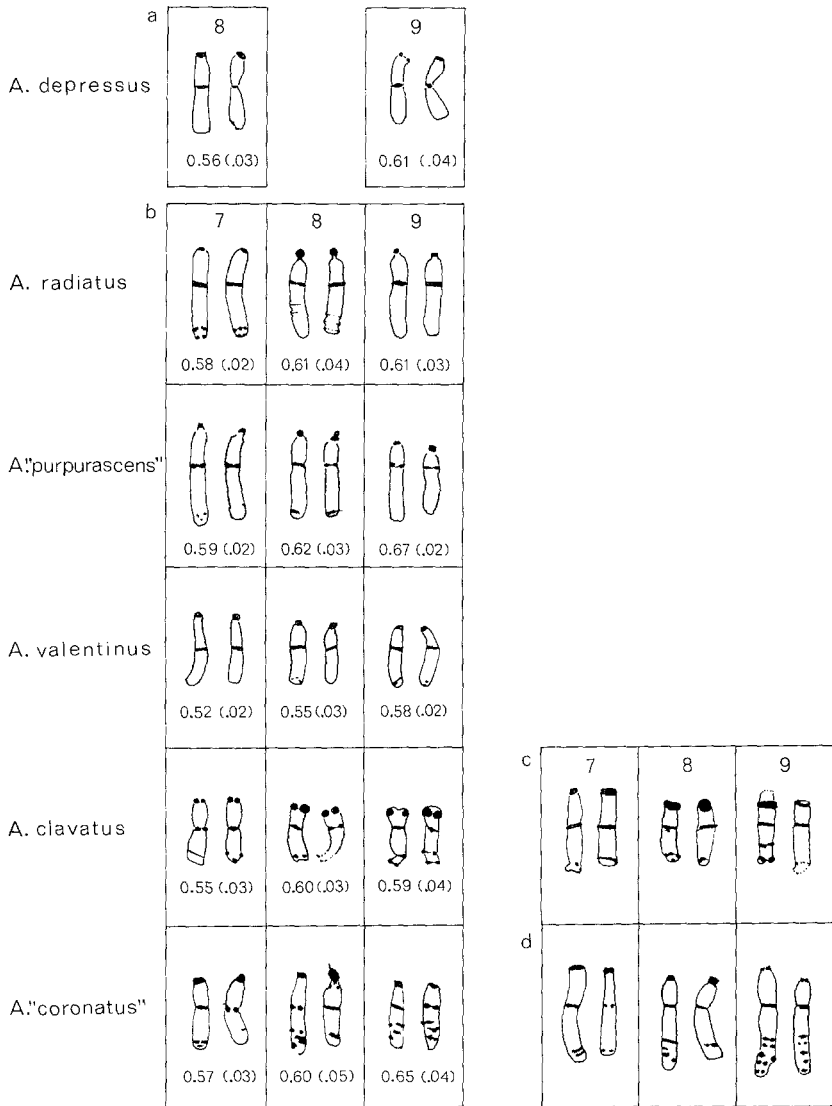 a
8
9
A. depressus
0.56 (.03)
0.61 (.04)
b
7
8
9
A. radiatus
0.58 (.02)
0.61 (.04)
0.61 (.03)
A."purpurascens"
0.59 (.02)
0.62 (.03)
0.67 (.02)
A. valentinus
0.52 (.02)
0.55 (.03)
0.58 (.02)
c
7
8
9
A. clavatus
0.55 (.03)
0.60 (.03)
0.59 (.04)
d
A."coronatus"
0.57 (.03)
0.60 (.05)
0.65 (.04)